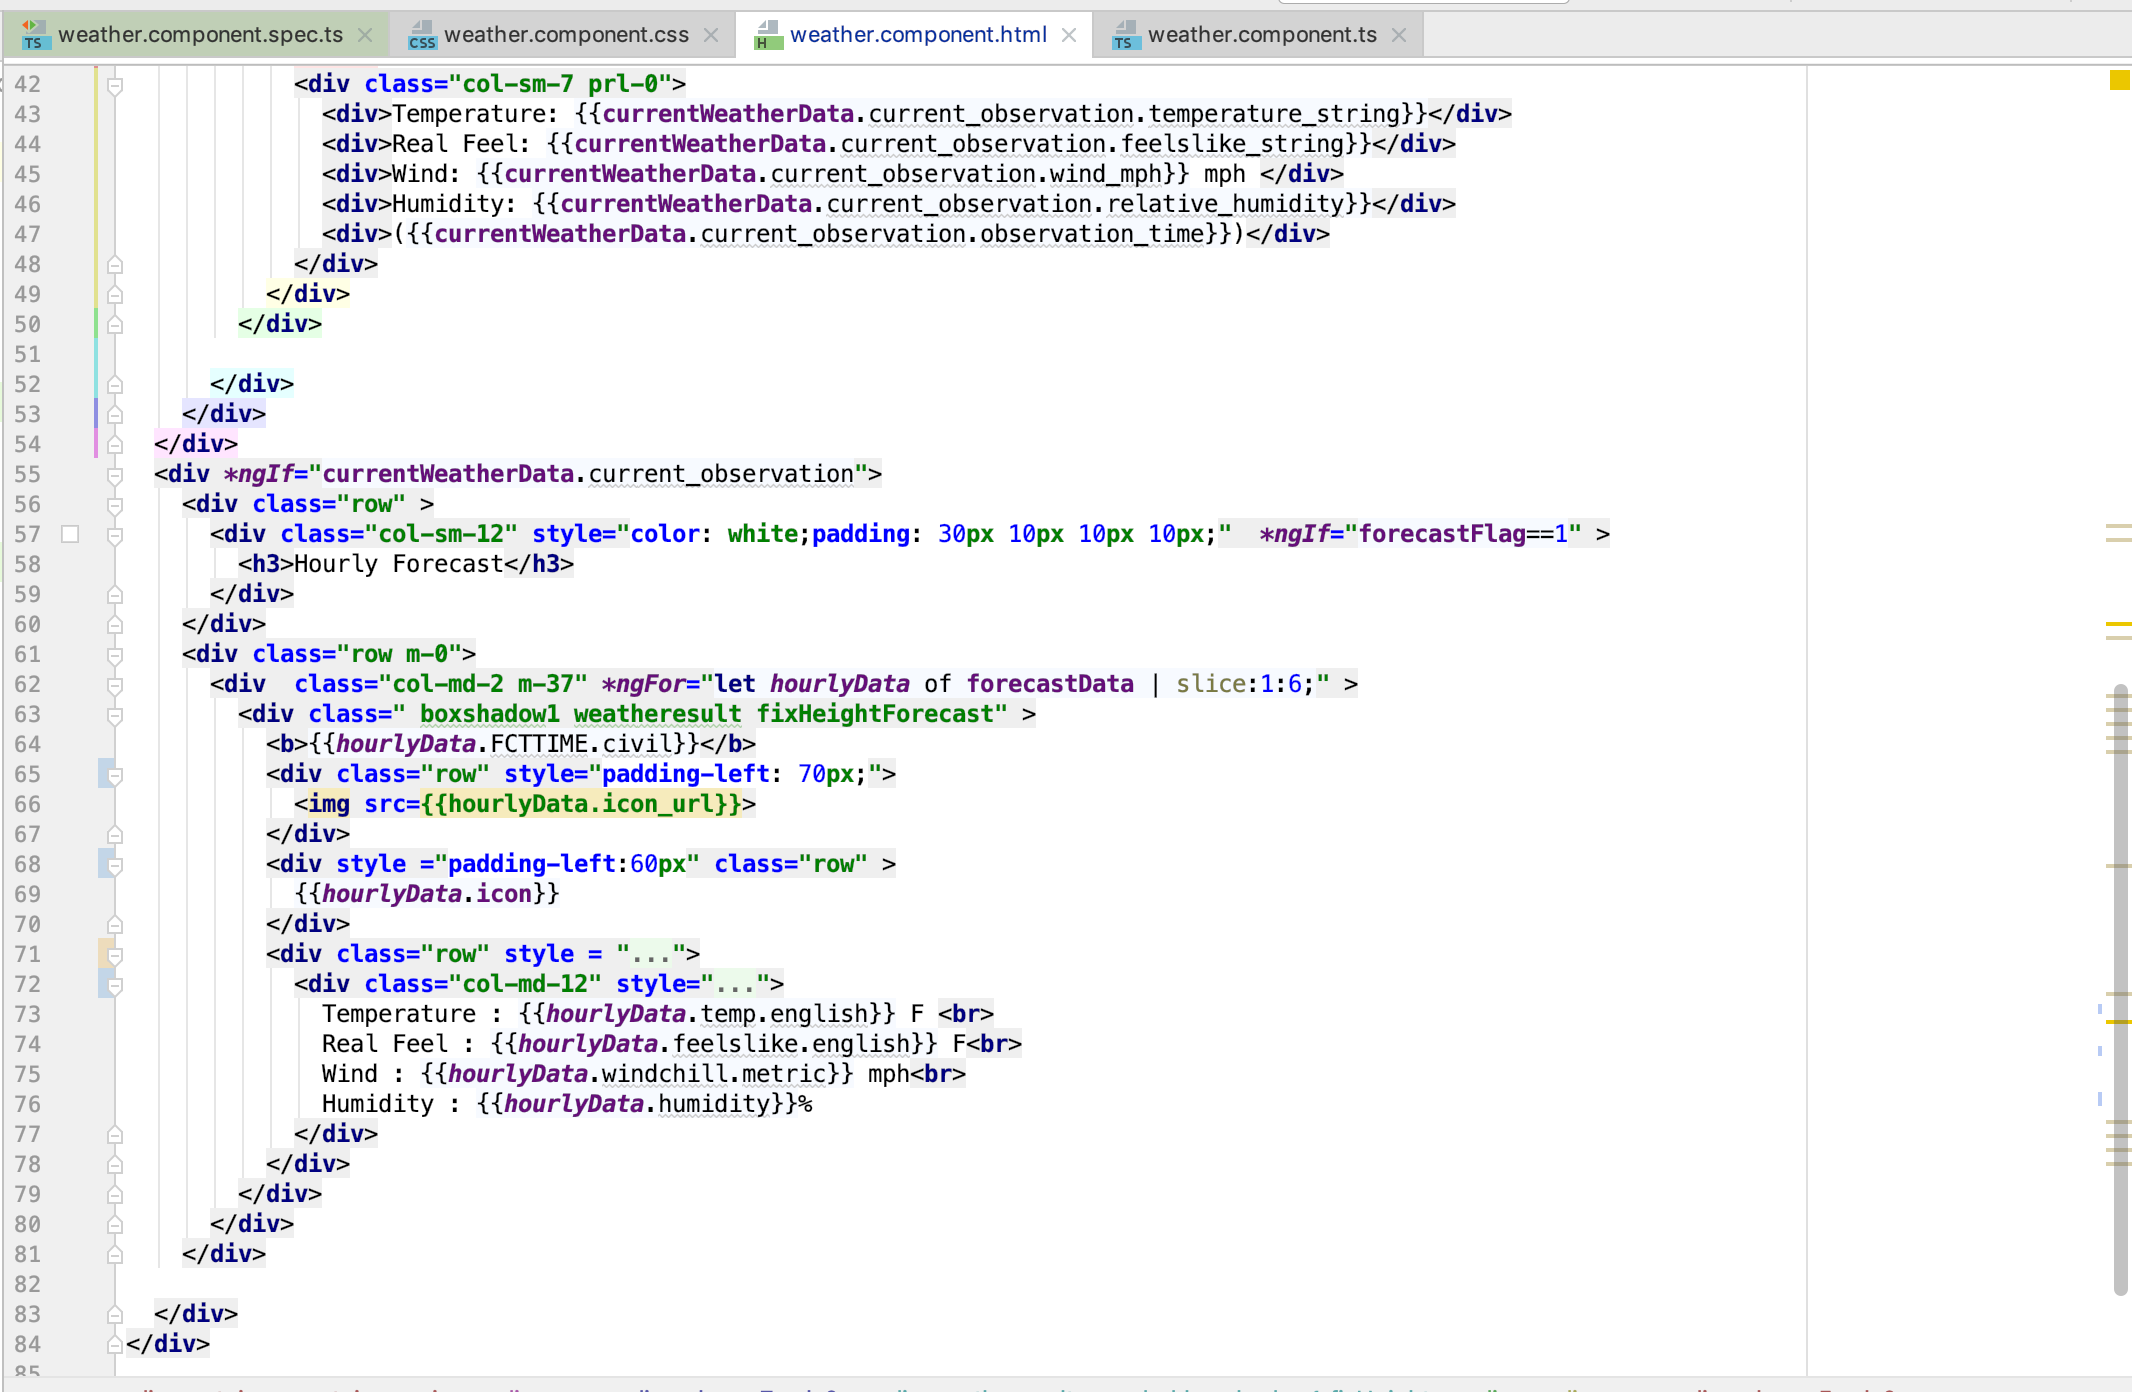 weather.component.spec.ts weather.component.css weather.component.html weather.component.ts
42 <div class="col-sm-7 prl-0">
43 <div>Temperature: {{currentWeatherData.current_observation.temperature_string}}</div>
44 <div>Real Feel: {{currentWeatherData.current_observation.feelslike_string}}</div>
45 <div>Wind: {{currentWeatherData.current_observation.wind_mph}} mph </div>
46 <div>Humidity: {{currentWeatherData.current_observation.relative_humidity}}</div>
47 <div>({{currentWeatherData.current_observation.observation_time}})</div>
48 </div>
49 </div>
50 </div>
51
52 </div>
53 </div>
54 </div>
55 <div *ngIf="currentWeatherData.current_observation">
56 <div class="row" >
57 <div class="col-sm-12" style="color: white;padding: 30px 10px 10px 10px;"  *ngIf="forecastFlag==1" >
58 <h3>Hourly Forecast</h3>
59 </div>
60 </div>
61 <div class="row m-0">
62 <div  class="col-md-2 m-37" *ngFor="let hourlyData of forecastData | slice:1:6;" >
63 <div class=" boxshadow1 weatheresult fixHeightForecast" >
64 <b>{{hourlyData.FCTTIME.civil}}</b>
65 <div class="row" style="padding-left: 70px;">
66 <img src={{hourlyData.icon_url}}>
67 </div>
68 <div style ="padding-left:60px" class="row" >
69 {{hourlyData.icon}}
70 </div>
71 <div class="row" style = "...">
72 <div class="col-md-12" style="...">
73 Temperature : {{hourlyData.temp.english}} F <br>
74 Real Feel : {{hourlyData.feelslike.english}} F<br>
75 Wind : {{hourlyData.windchill.metric}} mph<br>
76 Humidity : {{hourlyData.humidity}}%
77 </div>
78 </div>
79 </div>
80 </div>
81 </div>
82
83 </div>
84 </div>
85